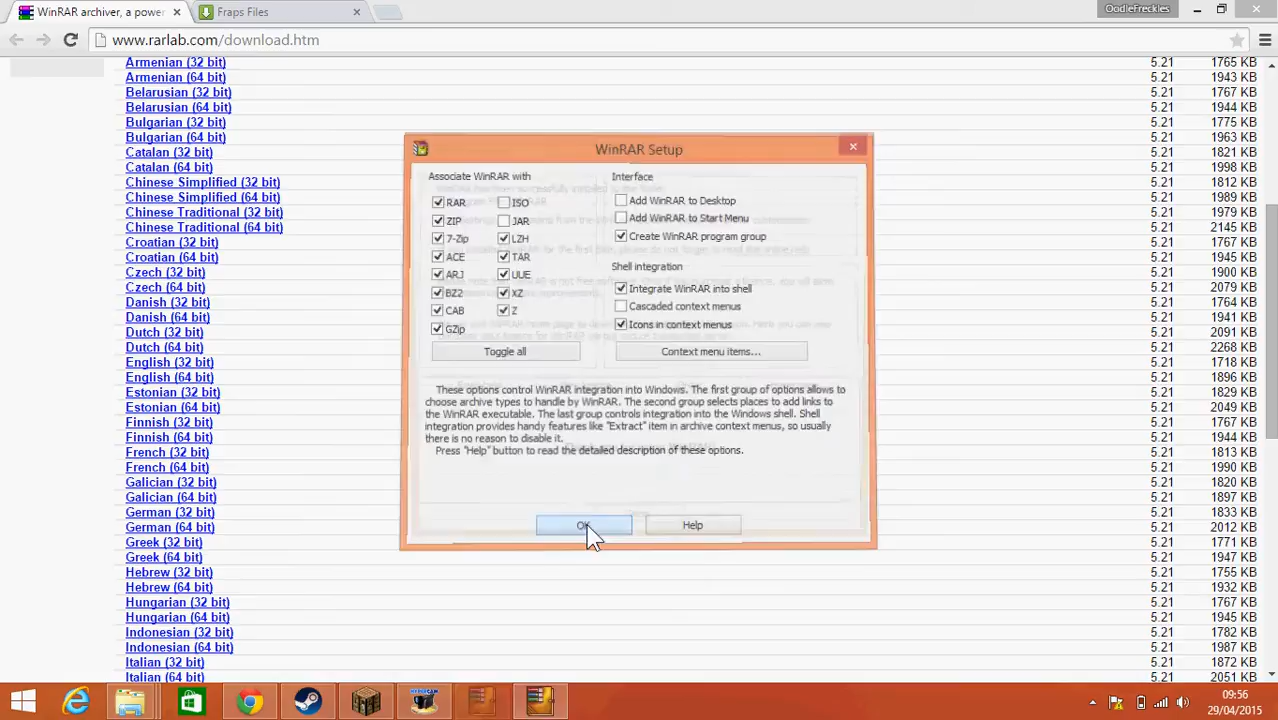 WinRAR archiver, a power
Fraps Files
OodleFreckles
www.rarlab.com/download.htm
Armenian (32 bit) 5.21 1765 KB
Armenian (64 bit) 5.21 1943 KB
Belarusian (32 bit) 5.21 1767 KB
Belarusian (64 bit) 5.21 1944 KB
Bulgarian (32 bit) 5.21 1775 KB
Bulgarian (64 bit) 5.21 1963 KB
Catalan (32 bit) 5.21 1821 KB
Catalan (64 bit) 5.21 1998 KB
Chinese Simplified (32 bit) 5.21 1812 KB
Chinese Simplified (64 bit) 5.21 1989 KB
Chinese Traditional (32 bit) 5.21 1979 KB
Chinese Traditional (64 bit) 5.21 2145 KB
Croatian (32 bit) 5.21 1767 KB
Croatian (64 bit) 5.21 1945 KB
Czech (32 bit) 5.21 1900 KB
Czech (64 bit) 5.21 2079 KB
Danish (32 bit) 5.21 1764 KB
Danish (64 bit) 5.21 1941 KB
Dutch (32 bit) 5.21 2091 KB
Dutch (64 bit) 5.21 2268 KB
English (32 bit) 5.21 1718 KB
English (64 bit) 5.21 1896 KB
Estonian (32 bit) 5.21 1829 KB
Estonian (64 bit) 5.21 2049 KB
Finnish (32 bit) 5.21 1767 KB
Finnish (64 bit) 5.21 1944 KB
French (32 bit) 5.21 1813 KB
French (64 bit) 5.21 1990 KB
Galician (32 bit) 5.21 1820 KB
Galician (64 bit) 5.21 1897 KB
German (32 bit) 5.21 1833 KB
German (64 bit) 5.21 2012 KB
Greek (32 bit) 5.21 1771 KB
Greek (64 bit) 5.21 1947 KB
Hebrew (32 bit) 5.21 1755 KB
Hebrew (64 bit) 5.21 1932 KB
Hungarian (32 bit) 5.21 1767 KB
Hungarian (64 bit) 5.21 1945 KB
Indonesian (32 bit) 5.21 1782 KB
Indonesian (64 bit) 5.21 1987 KB
Italian (32 bit) 5.21 1872 KB
Italian (64 bit) 5.21 2051 KB
WinRAR Setup
Associate WinRAR with
RAR ISO
ZIP JAR
7-Zip LZH
ACE TAR
ARJ UUE
BZ2 XZ
CAB Z
GZip
Toggle all
Interface
Add WinRAR to Desktop
Add WinRAR to Start Menu
Create WinRAR program group
Shell integration
Integrate WinRAR into shell
Cascaded context menus
Icons in context menus
Context menu items...
These options control WinRAR integration into Windows. The first group of options allows to
choose archive types to handle by WinRAR. The second group selects places to add links to
the WinRAR executable. The last group controls integration into the Windows shell. Shell
integration provides handy features like "Extract" item in archive context menus, so usually
there is no reason to disable it.
Press "Help" button to read the detailed description of these options.
OK Help
09:56
29/04/2015